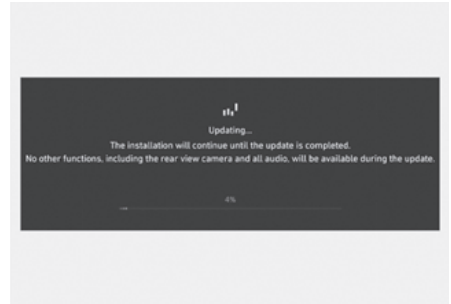 Updating...
The installation will continue until the update is completed.
No other functions, including the rear view camera and all audio, will be available during the update.
4%